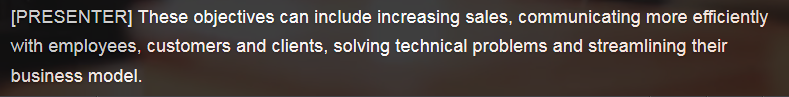 [PRESENTER] These objectives can include increasing sales, communicating more efficiently
with employees, customers and clients, solving technical problems and streamlining their
business model.